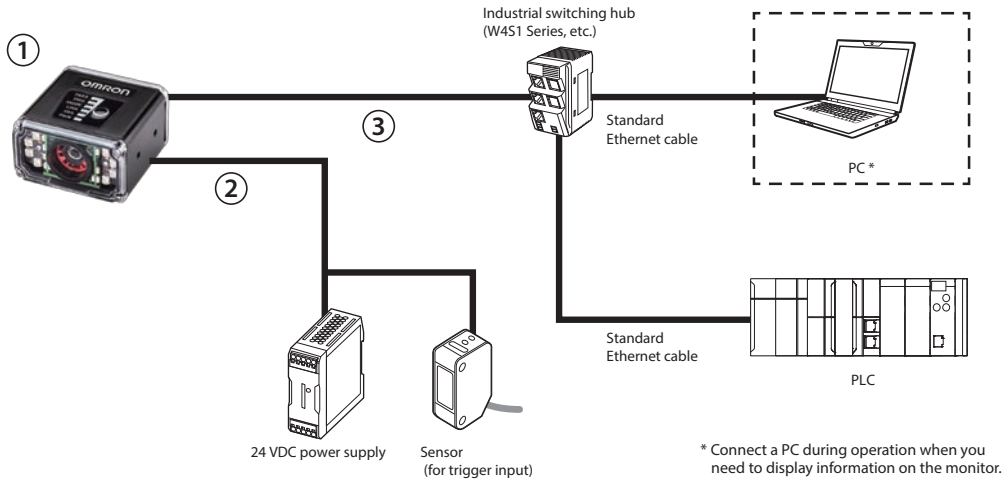 Industrial switching hub
(W4S1 Series, etc.)
1
OMRON
3
Standard
Ethernet cable
PC *
2
Standard
Ethernet cable
PLC
24 VDC power supply
Sensor
(for trigger input)
* Connect a PC during operation when you
need to display information on the monitor.